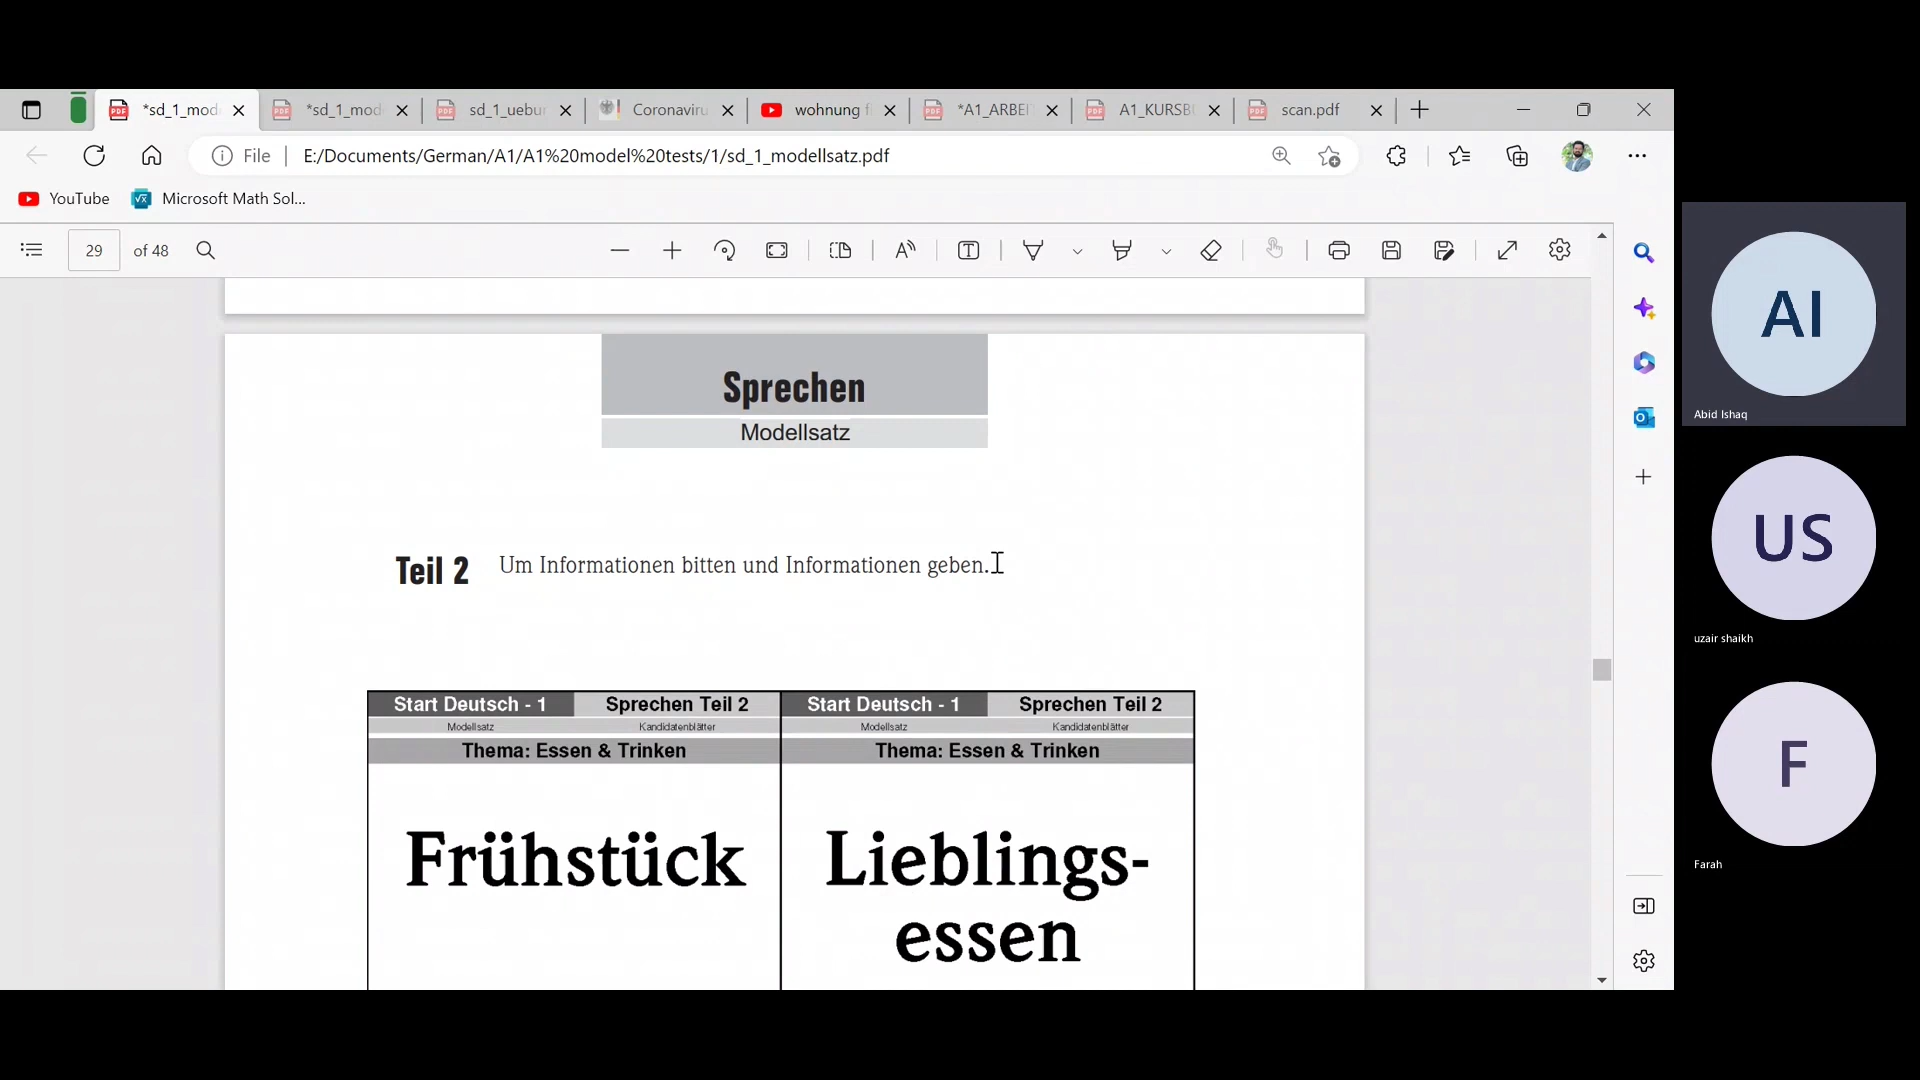 *sd_1_mod
*sd_1_mod
sd_1_uebu
Coronaviru
wohnung f
*A1_ARBEI
A1_KURSB
scan.pdf
File
E:/Documents/German/A1/A1%20model%20tests/1/sd_1_modellsatz.pdf
YouTube
Microsoft Math Sol...
29 of 48
Sprechen
Modellsatz
Teil 2 Um Informationen bitten und Informationen geben.
Start Deutsch - 1 Sprechen Teil 2
Modellsatz Kandidatenblätter
Thema: Essen & Trinken
Frühstück
Start Deutsch - 1 Sprechen Teil 2
Modellsatz Kandidatenblätter
Thema: Essen & Trinken
Lieblings-
essen
AI
Abid Ishaq
US
uzair shaikh
F
Farah